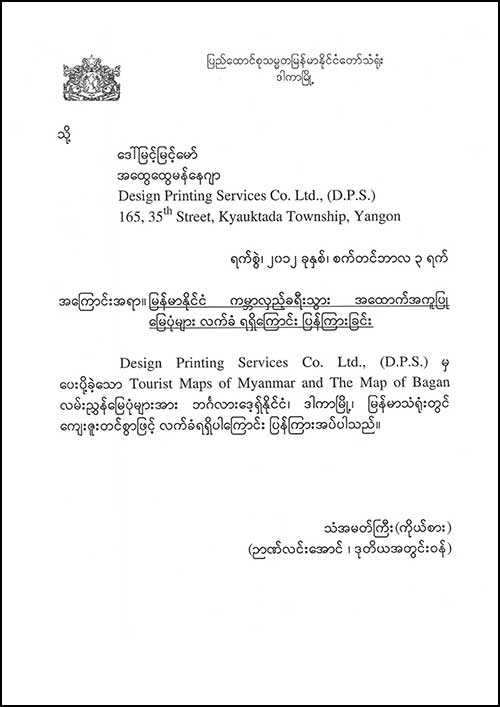 ပြည်ထောင်စုသမ္မတမြန်မာနိုင်ငံတော်သံရုံး
ဒါကာမြို့
သို့
ဒေါ်မြင့်မြင့်မော်
အထွေထွေမန်နေဂျာ
Design Printing Services Co. Ltd., (D.P.S.)
165, 35th Street, Kyauktada Township, Yangon
ရက်စွဲ၊ ၂၀၁၂ ခုနှစ်၊ စက်တင်ဘာလ ၃ ရက်
အကြောင်းအရာ။ မြန်မာနိုင်ငံ ကမ္ဘာလှည့်ခရီးသွား အထောက်အကူပြု
မြေပုံများ လက်ခံ ရရှိကြောင်း ပြန်ကြားခြင်း
Design Printing Services Co. Ltd., (D.P.S.) မှ
ပေးပို့ခဲ့သော Tourist Maps of Myanmar and The Map of Bagan
လမ်းညွှန်မြေပုံများအား ဘင်္ဂလားဒေ့ရှ်နိုင်ငံ၊ ဒါကာမြို့၊ မြန်မာသံရုံးတွင်
ကျေးဇူးတင်စွာဖြင့် လက်ခံရရှိပါကြောင်း ပြန်ကြားအပ်ပါသည်။
သံအမတ်ကြီး(ကိုယ်စား)
(ဉာဏ်လင်းအောင် ၊ ဒုတိယအတွင်းဝန်)